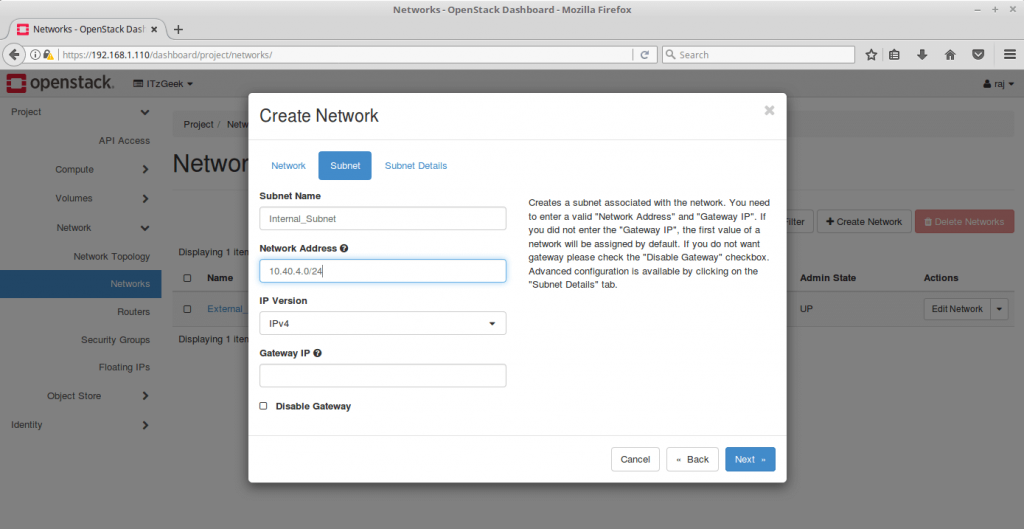 Networks - OpenStack Dashboard - Mozilla Firefox
Networks - OpenStack Das
https://192.168.1.110/dashboard/project/networks/
Search
openstack.
ITzGeek
raj
Project
API Access
Compute
Volumes
Network
Network Topology
Networks
Routers
Security Groups
Floating IPs
Object Store
Identity
Project / Netw
Networ
Filter
+ Create Network
Delete Networks
Displaying 1 iten
Name
Admin State
Actions
External_
UP
Edit Network
Displaying 1 iten
Create Network
Network
Subnet
Subnet Details
Subnet Name
Internal_Subnet
Network Address
10.40.4.0/24
IP Version
IPv4
Gateway IP
Disable Gateway
Creates a subnet associated with the network. You need
to enter a valid "Network Address" and "Gateway IP". If
you did not enter the "Gateway IP", the first value of a
network will be assigned by default. If you do not want
gateway please check the "Disable Gateway" checkbox.
Advanced configuration is available by clicking on the
"Subnet Details" tab.
Cancel
« Back
Next »